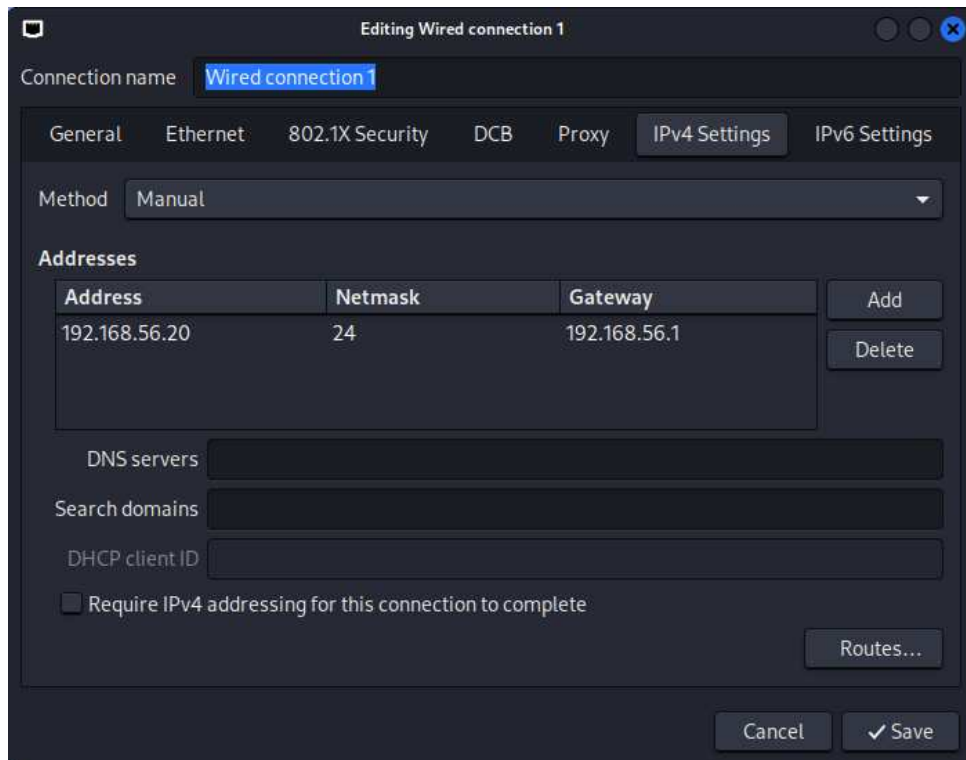 Editing Wired connection 1
Connection name Wired connection 1
General Ethernet 802.1X Security DCB Proxy IPv4 Settings IPv6 Settings
Method Manual
Addresses
Address Netmask Gateway Add
192.168.56.20 24 192.168.56.1
Delete
DNS servers
Search domains
DHCP client ID
Require IPv4 addressing for this connection to complete
Routes...
Cancel ✓ Save